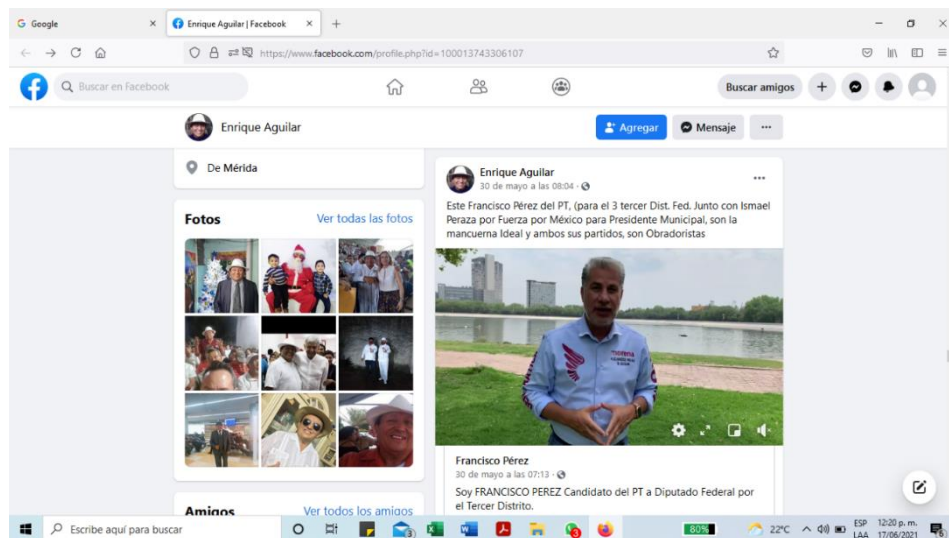 Google
Enrique Aguilar | Facebook
https://www.facebook.com/profile.php?id=100013743306107
Buscar en Facebook
Buscar amigos
Enrique Aguilar
Agregar
Mensaje
De Mérida
Fotos
Ver todas las fotos
Amigos
Ver todos los amigos
Enrique Aguilar
30 de mayo a las 08:04
Este Francisco Pérez del PT, (para el 3 tercer Dist. Fed. Junto con Ismael
Peraza por Fuerza por México para Presidente Municipal, son la
mancuerna Ideal y ambos sus partidos, son Obradoristas
morena
Francisco Pérez
30 de mayo a las 07:13
Soy FRANCISCO PEREZ Candidato del PT a Diputado Federal por
el Tercer Distrito.
Escribe aquí para buscar
80%
22°C
ESP
LAA
12:20 p. m.
17/06/2021